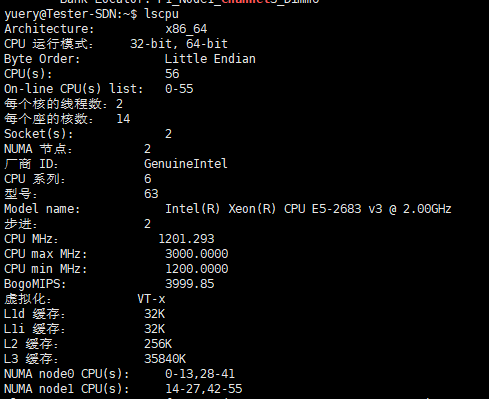 Bank Locator: P1_Node1_Channel3_Dimm0
yuery@Tester-SDN:~$ lscpu
Architecture: x86_64
CPU 运行模式： 32-bit, 64-bit
Byte Order: Little Endian
CPU(s): 56
On-line CPU(s) list: 0-55
每个核的线程数：2
每个座的核数： 14
Socket(s): 2
NUMA 节点： 2
厂商 ID： GenuineIntel
CPU 系列： 6
型号： 63
Model name: Intel(R) Xeon(R) CPU E5-2683 v3 @ 2.00GHz
步进： 2
CPU MHz： 1201.293
CPU max MHz: 3000.0000
CPU min MHz: 1200.0000
BogoMIPS: 3999.85
虚拟化： VT-x
L1d 缓存： 32K
L1i 缓存： 32K
L2 缓存： 256K
L3 缓存： 35840K
NUMA node0 CPU(s): 0-13,28-41
NUMA node1 CPU(s): 14-27,42-55